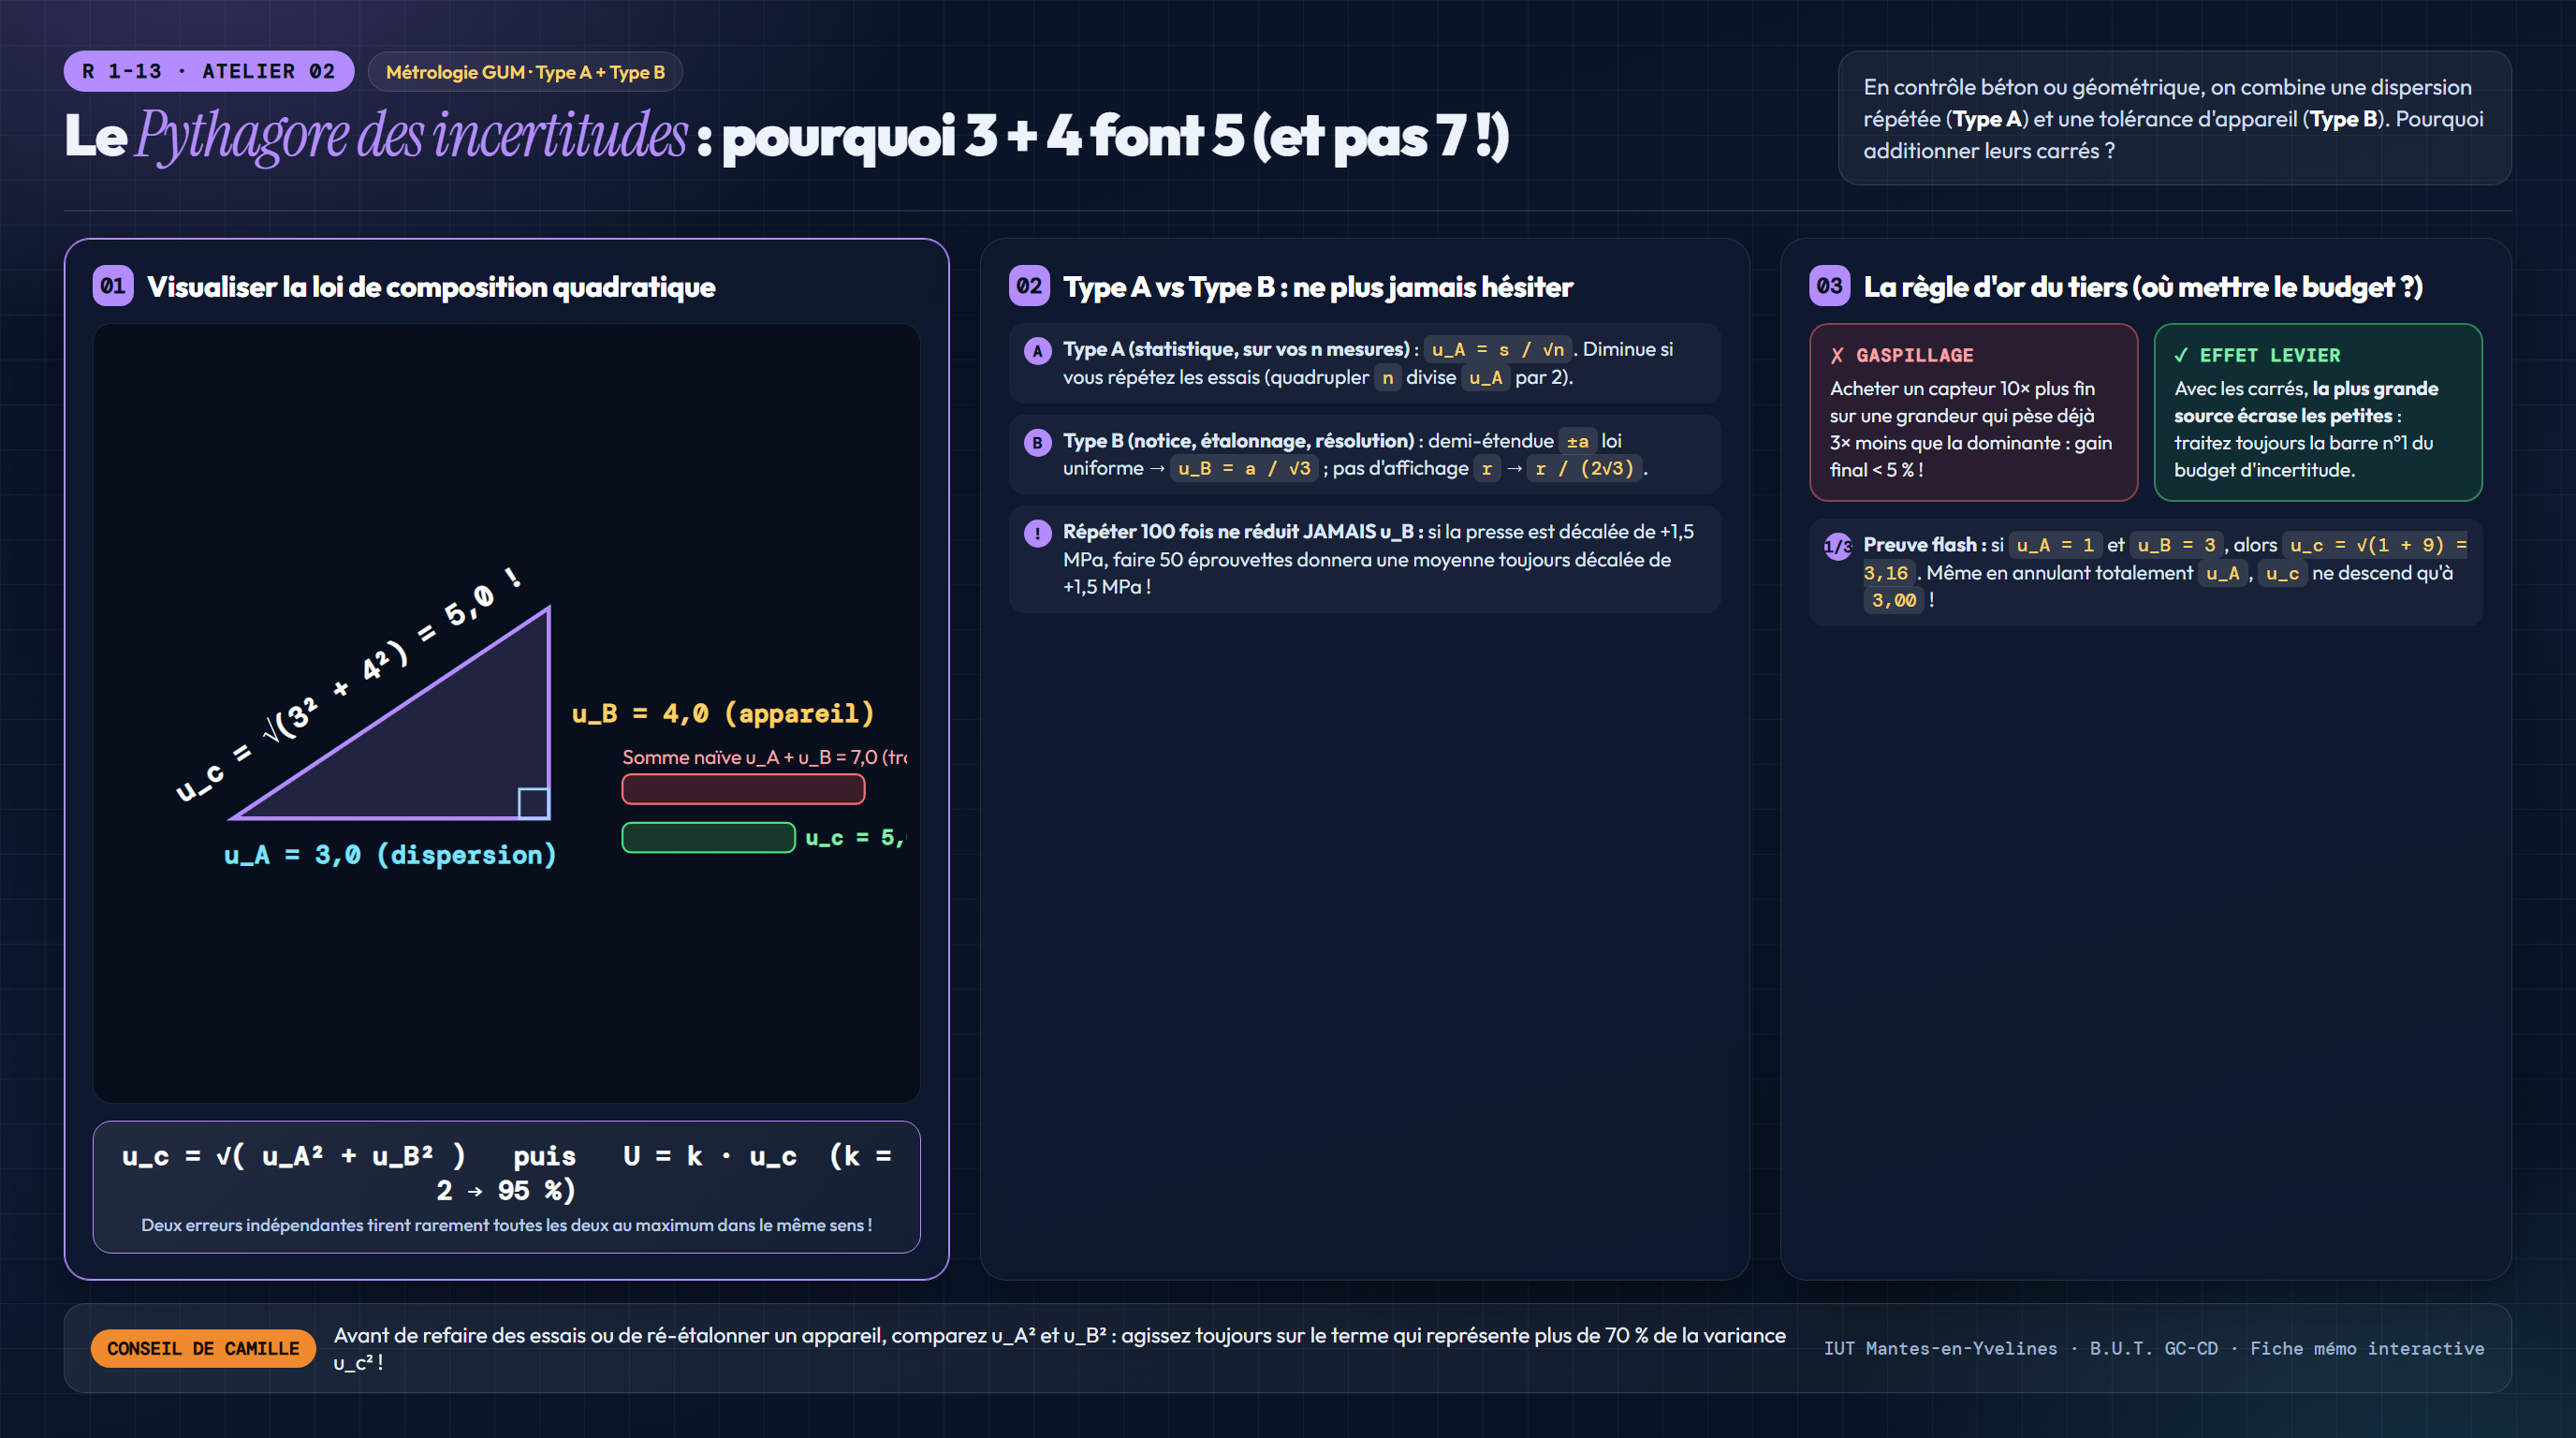 R 1-13 · ATELIER 02
Métrologie GUM · Type A + Type B
Le Pythagore des incertitudes : pourquoi 3 + 4 font 5 (et pas 7 !)
En contrôle béton ou géométrique, on combine une dispersion
répétée (Type A) et une tolérance d'appareil (Type B). Pourquoi
additionner leurs carrés ?
01 Visualiser la loi de composition quadratique
u_c = √(3² + 4²) = 5,0 !
u_B = 4,0 (appareil)
Somme naïve u_A + u_B = 7,0
u_c = 5,
u_A = 3,0 (dispersion)
u_c = √( u_A² + u_B² ) puis U = k · u_c (k =
2 → 95 %)
Deux erreurs indépendantes tirent rarement toutes les deux au maximum dans le même sens !
02 Type A vs Type B : ne plus jamais hésiter
A Type A (statistique, sur vos n mesures) : u_A = s / √n . Diminue si
vous répétez les essais (quadrupler n divise u_A par 2).
B Type B (notice, étalonnage, résolution) : demi-étendue ±a loi
uniforme → u_B = a / √3 ; pas d'affichage r → r / (2√3) .
! Répéter 100 fois ne réduit JAMAIS u_B : si la presse est décalée de +1,5
MPa, faire 50 éprouvettes donnera une moyenne toujours décalée de
+1,5 MPa !
03 La règle d'or du tiers (où mettre le budget ?)
✗ GASPILLAGE
Acheter un capteur 10× plus fin
sur une grandeur qui pèse déjà
3× moins que la dominante : gain
final < 5 % !
✓ EFFET LEVIER
Avec les carrés, la plus grande
source écrase les petites :
traitez toujours la barre n°1 du
budget d'incertitude.
1/3 Preuve flash : si u_A = 1 et u_B = 3 , alors u_c = √(1 + 9) =
3,16 . Même en annulant totalement u_A , u_c ne descend qu'à
3,00 !
CONSEIL DE CAMILLE
Avant de refaire des essais ou de ré-étalonner un appareil, comparez u_A² et u_B² : agissez toujours sur le terme qui représente plus de 70 % de la variance
u_c² !
IUT Mantes-en-Yvelines · B.U.T. GC-CD · Fiche mémo interactive